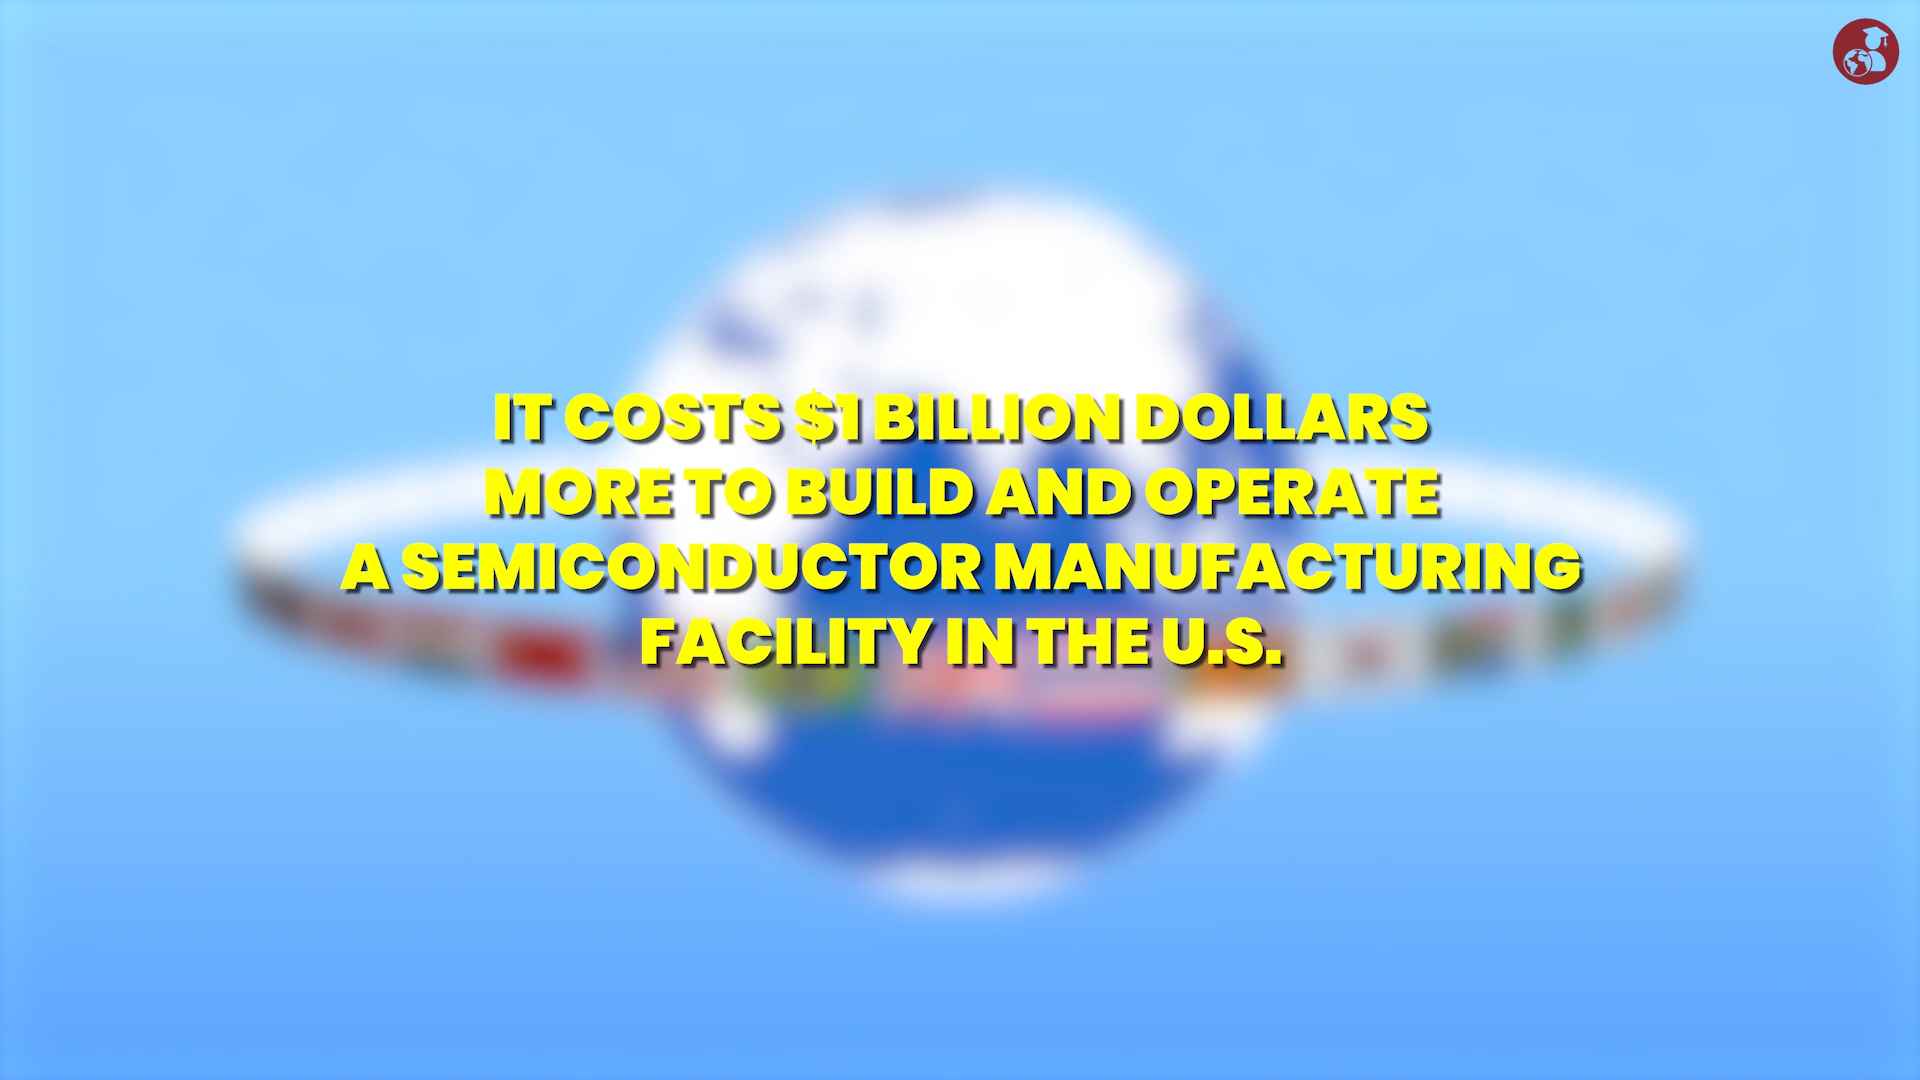 IT COSTS $1 BILLION DOLLARS
MORE TO BUILD AND OPERATE
A SEMICONDUCTOR MANUFACTURING
FACILITY IN THE U.S.